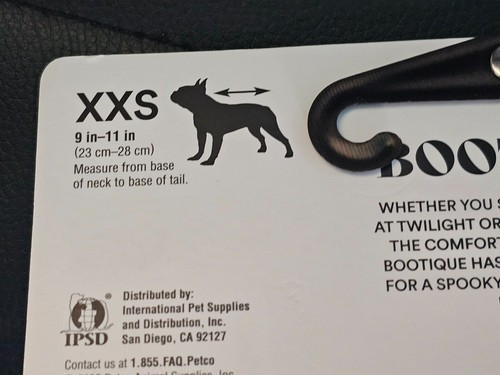 XXS
9 in–11 in
(23 cm–28 cm)
Measure from base
of neck to base of tail.
WHETHER YOU
AT TWILIGHT OR
THE COMFORT
BOOTIQUE HAS
FOR A SPOOKY
IPSD
®
Distributed by:
International Pet Supplies
and Distribution, Inc.
San Diego, CA 92127
Contact us at 1.855.FAQ.Petco